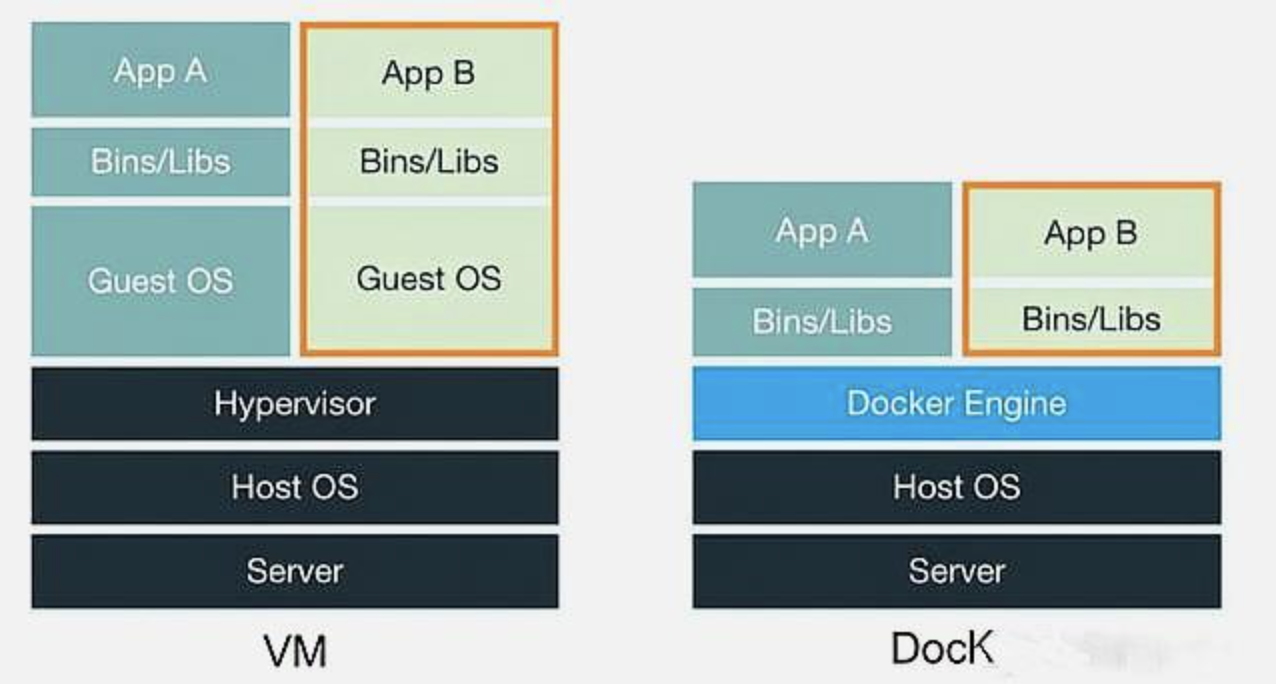 App A
App B
Bins/Libs
Bins/Libs
Guest OS
Guest OS
Hypervisor
Host OS
Server
VM
App A
App B
Bins/Libs
Bins/Libs
Docker Engine
Host OS
Server
DocK